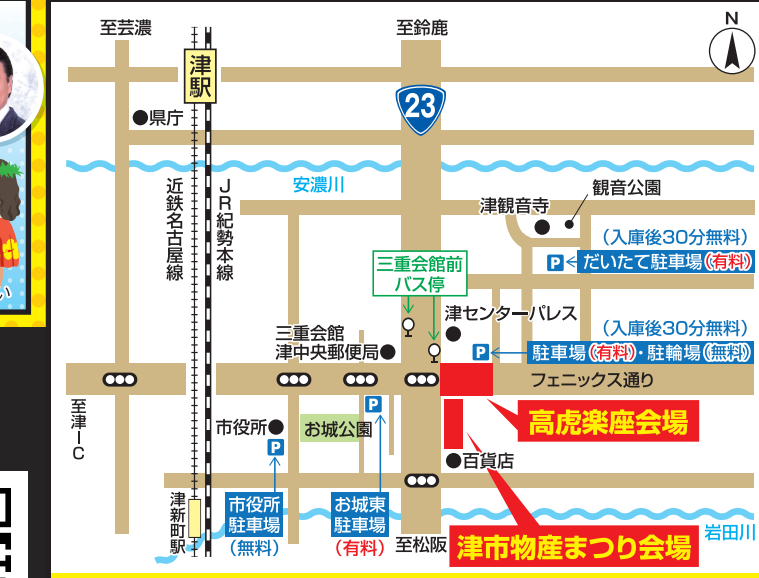 至芸濃
至鈴鹿
N
津駅
23
県庁
安濃川
近鉄名古屋線
JR紀勢本線
津観音寺
観音公園
(入庫後30分無料)
P
だいたて駐車場(有料)
三重会館前
バス停
津センターパレス
三重会館
津中央郵便局
(入庫後30分無料)
P
駐車場(有料)・駐輪場(無料)
フェニックス通り
至津IC
P
高虎楽座会場
市役所
お城公園
P
百貨店
津新町駅
市役所
駐車場
(無料)
お城東
駐車場
(有料)
至松阪
岩田川
津市物産まつり会場
い